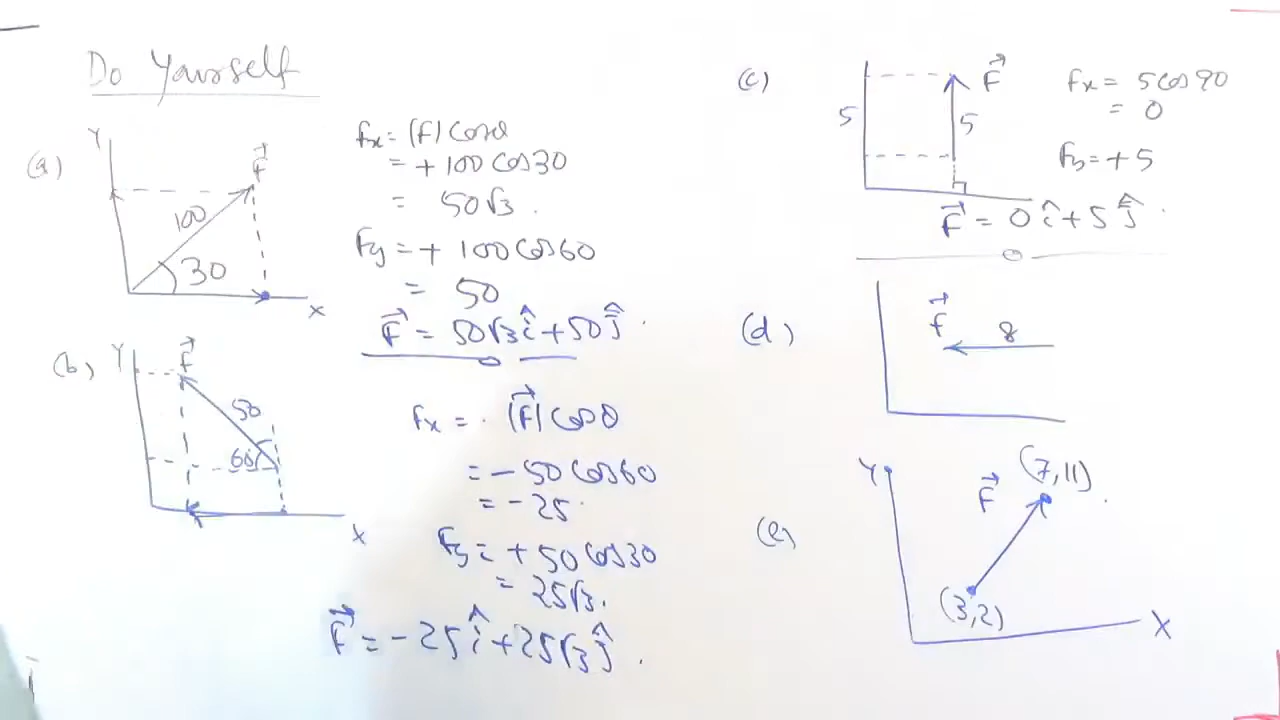 Do Yourself
(a)
Y
F⃗
100
30
X
Fx = |F| Cosθ
= +100 Cos30
= 50√3.
Fy = + 100 Cos60
= 50
F⃗ = 50√3 î + 50 ĵ.
(b)
Y
F⃗
50
60
X
Fx = |F⃗| Cosθ
= - 50 Cos60
= - 25
Fy = + 50 Cos30
= 25√3.
F⃗ = - 25 î + 25√3 ĵ.
(c)
F⃗
5
5
Fx = 5 Cos 90
= 0
Fy = + 5
F⃗ = 0 î + 5 ĵ.
(d)
F⃗
8
(e)
Y
(7,11)
F⃗
(3,2)
X